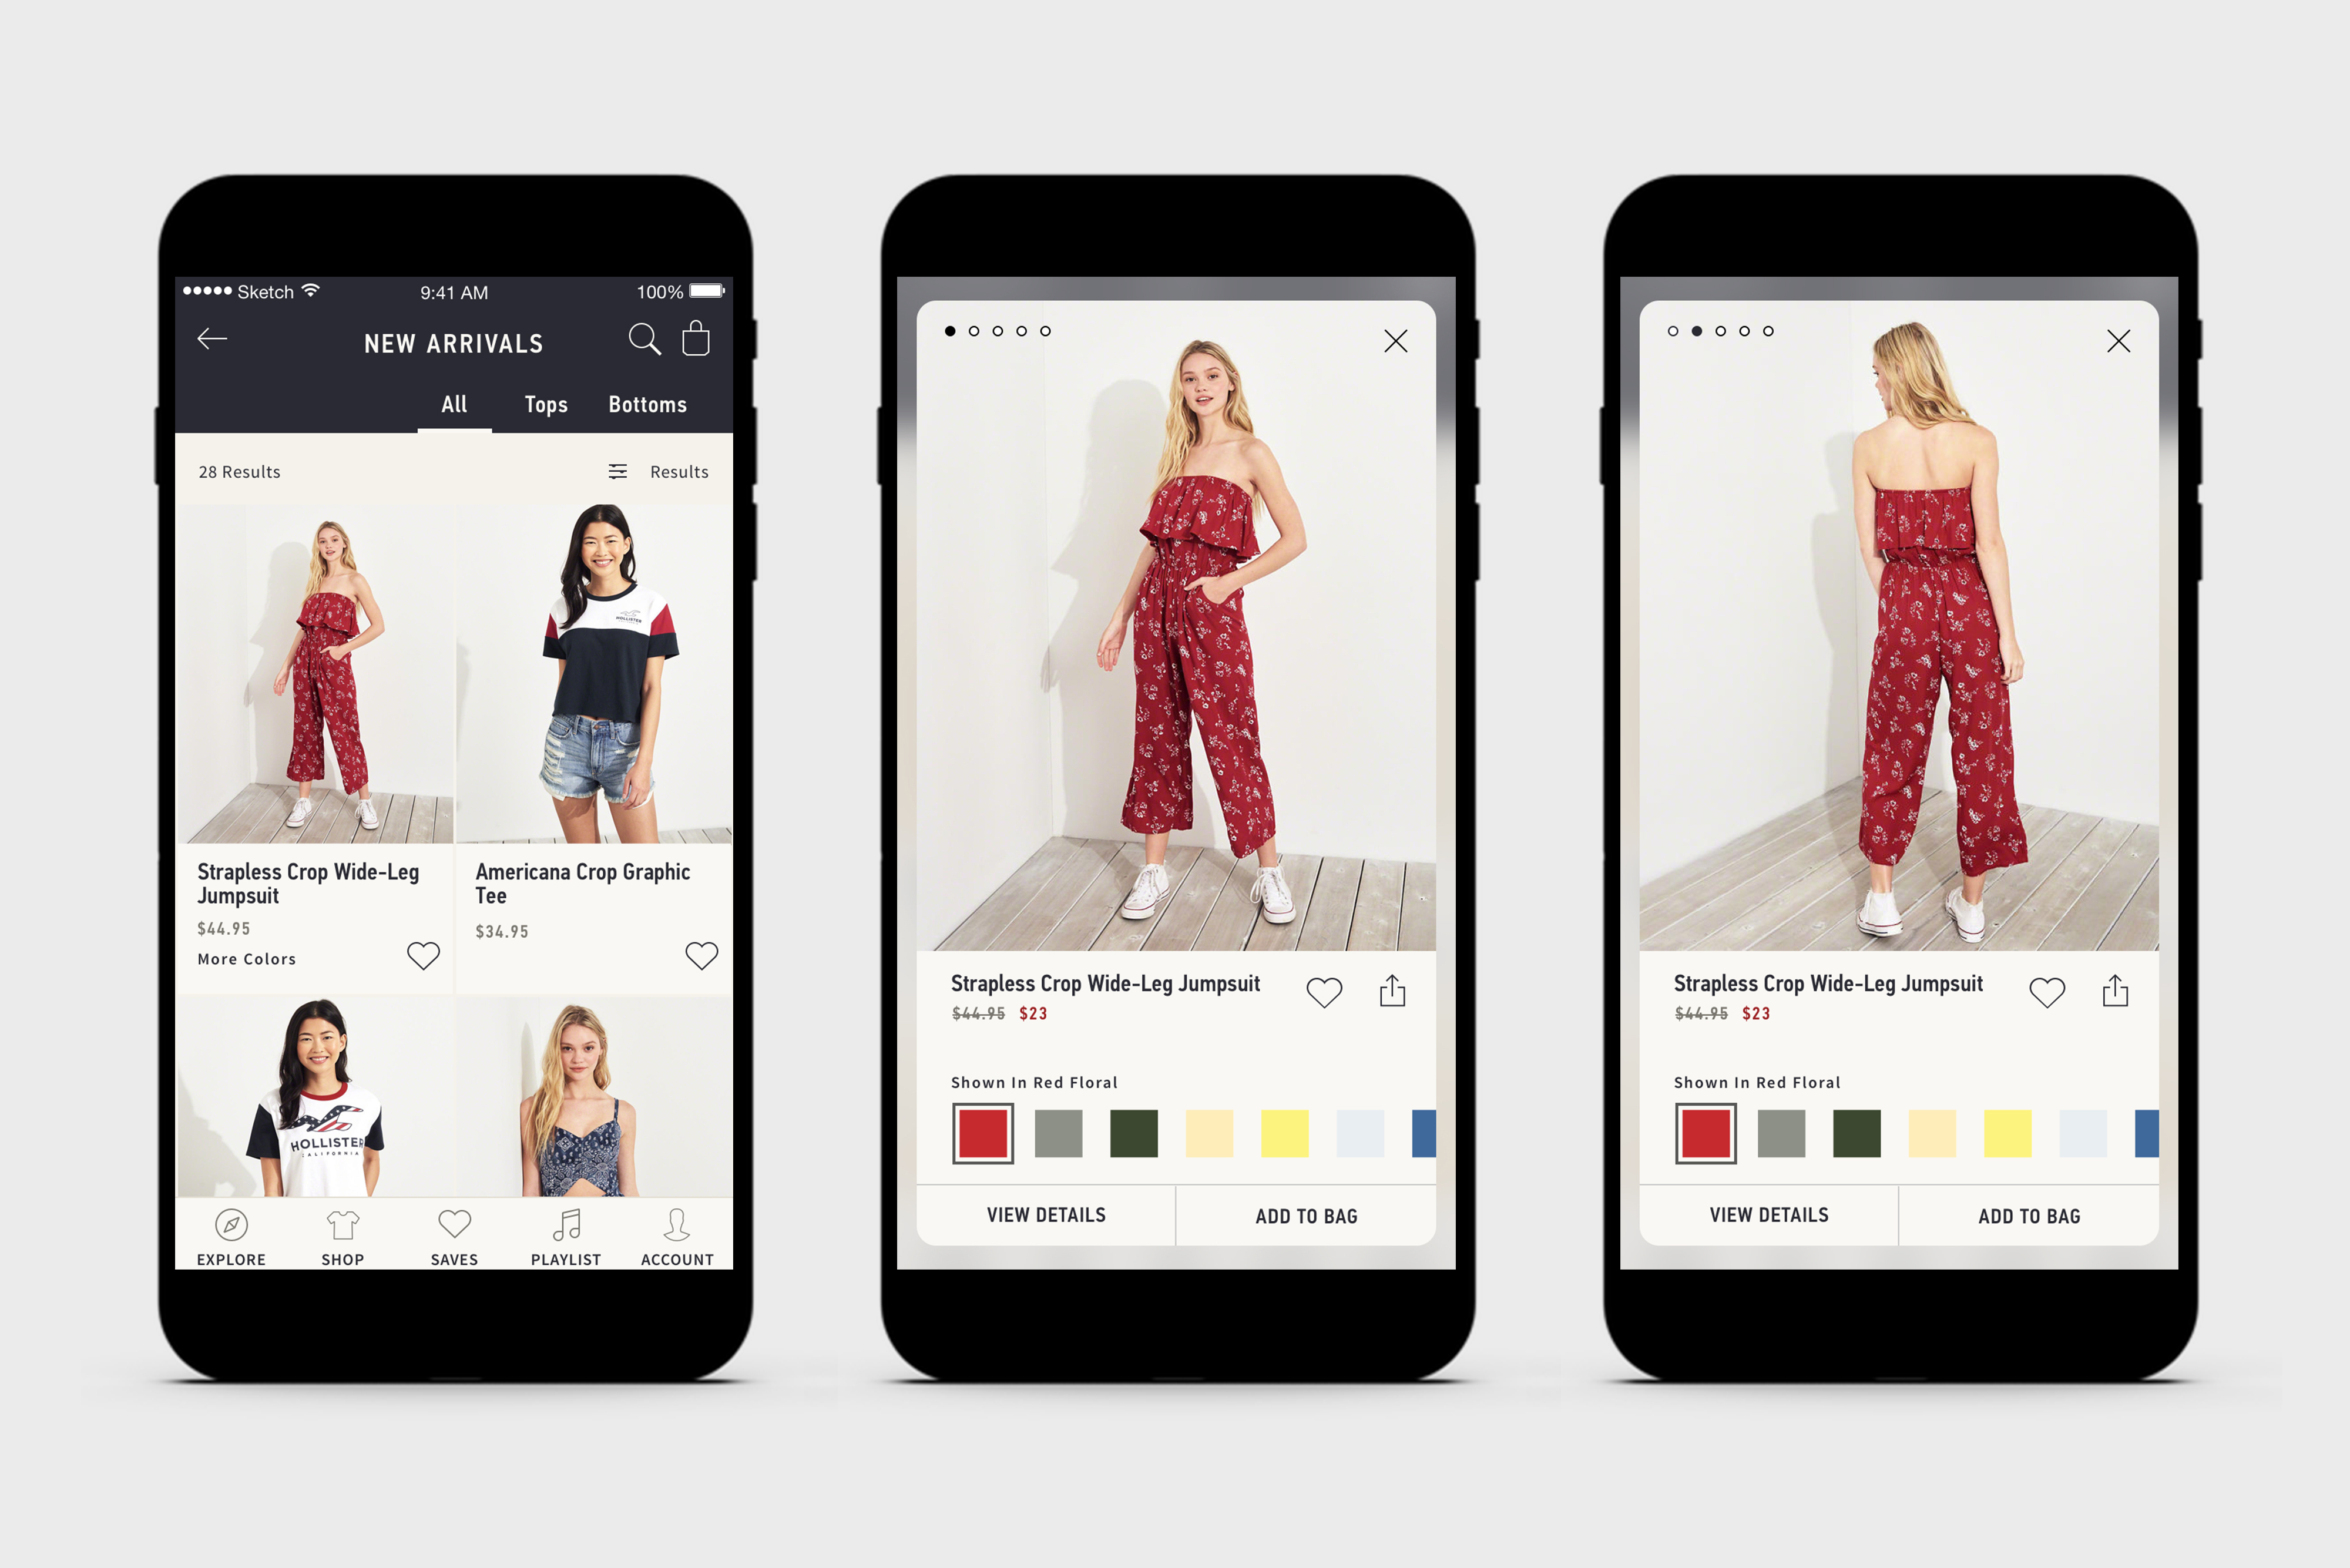 Sketch 9:41 AM 100%
NEW ARRIVALS
All Tops Bottoms
28 Results Results
HOLLISTER
Strapless Crop Wide-Leg
Jumpsuit
$44.95
More Colors
Americana Crop Graphic
Tee
$34.95
HOLLISTER
CALIFORNIA
EXPLORE SHOP SAVES PLAYLIST ACCOUNT
Strapless Crop Wide-Leg Jumpsuit
$44.95 $23
Shown In Red Floral
VIEW DETAILS ADD TO BAG
Strapless Crop Wide-Leg Jumpsuit
$44.95 $23
Shown In Red Floral
VIEW DETAILS ADD TO BAG